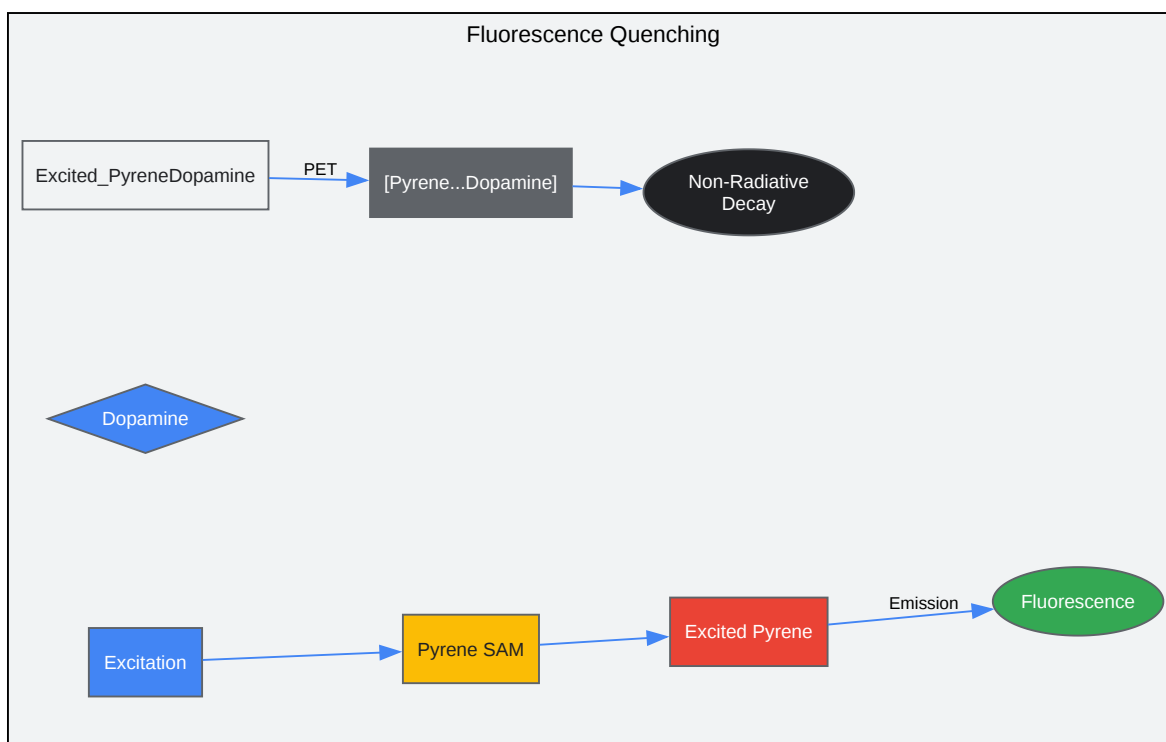 Fluorescence Quenching
Excited_PyreneDopamine
PET
[Pyrene...Dopamine]
Non-Radiative
Decay
Dopamine
Excitation
Pyrene SAM
Excited Pyrene
Emission
Fluorescence